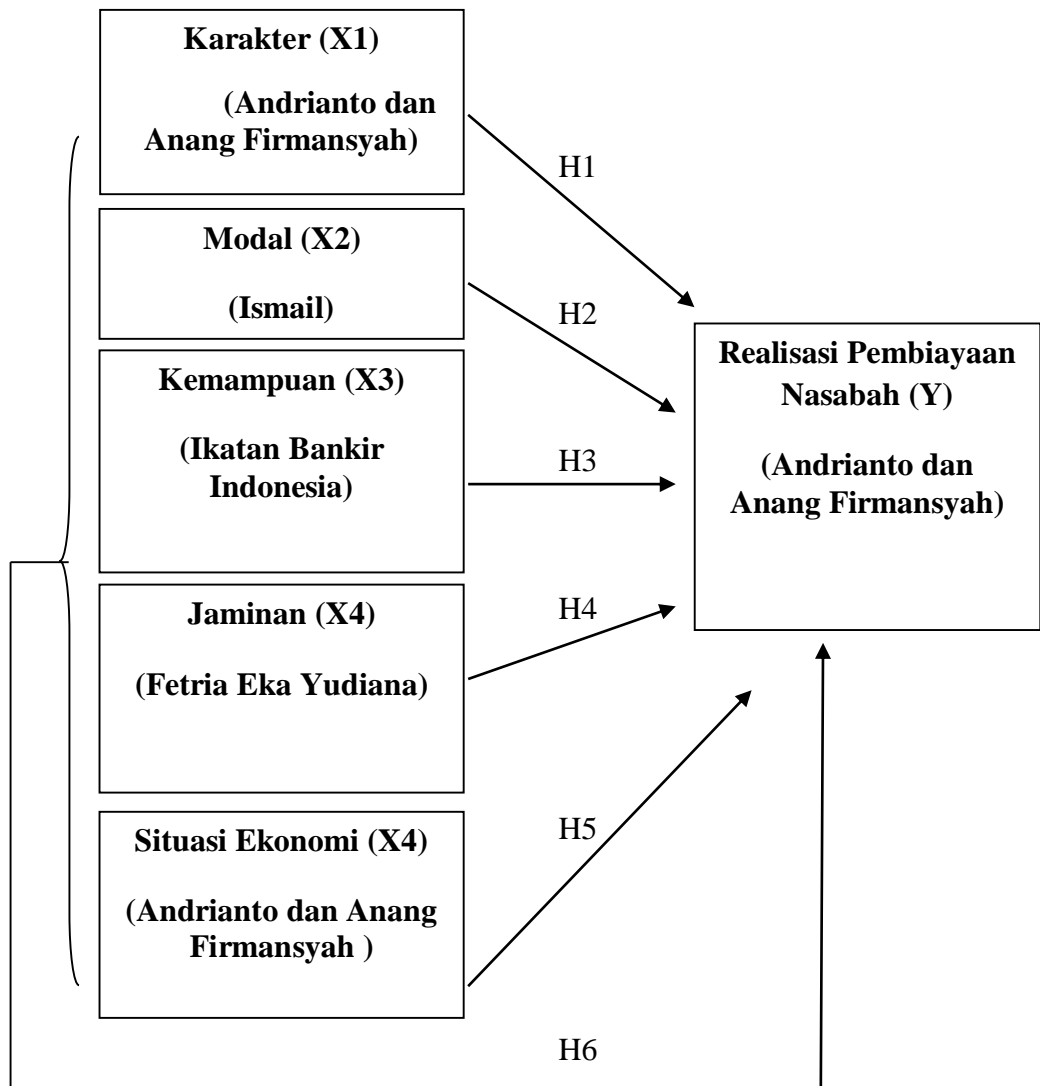 Karakter (X1)
(Andrianto dan
Anang Firmansyah)
H1
Modal (X2)
(Ismail)
H2
Kemampuan (X3)
(Ikatan Bankir
Indonesia)
H3
Realisasi Pembiayaan
Nasabah (Y)
(Andrianto dan
Anang Firmansyah)
Jaminan (X4)
(Fetria Eka Yudiana)
H4
Situasi Ekonomi (X4)
(Andrianto dan Anang
Firmansyah )
H5
H6